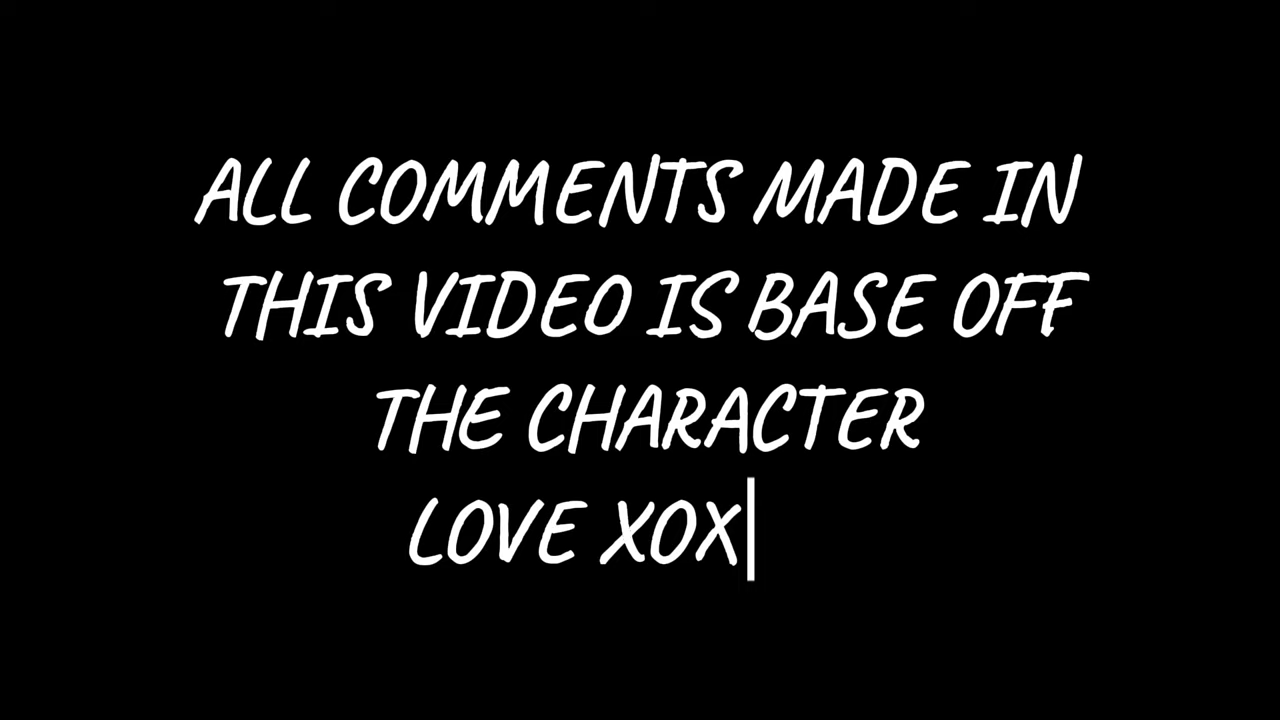 ALL COMMENTS MADE IN
THIS VIDEO IS BASE OFF
THE CHARACTER
LOVE XOX